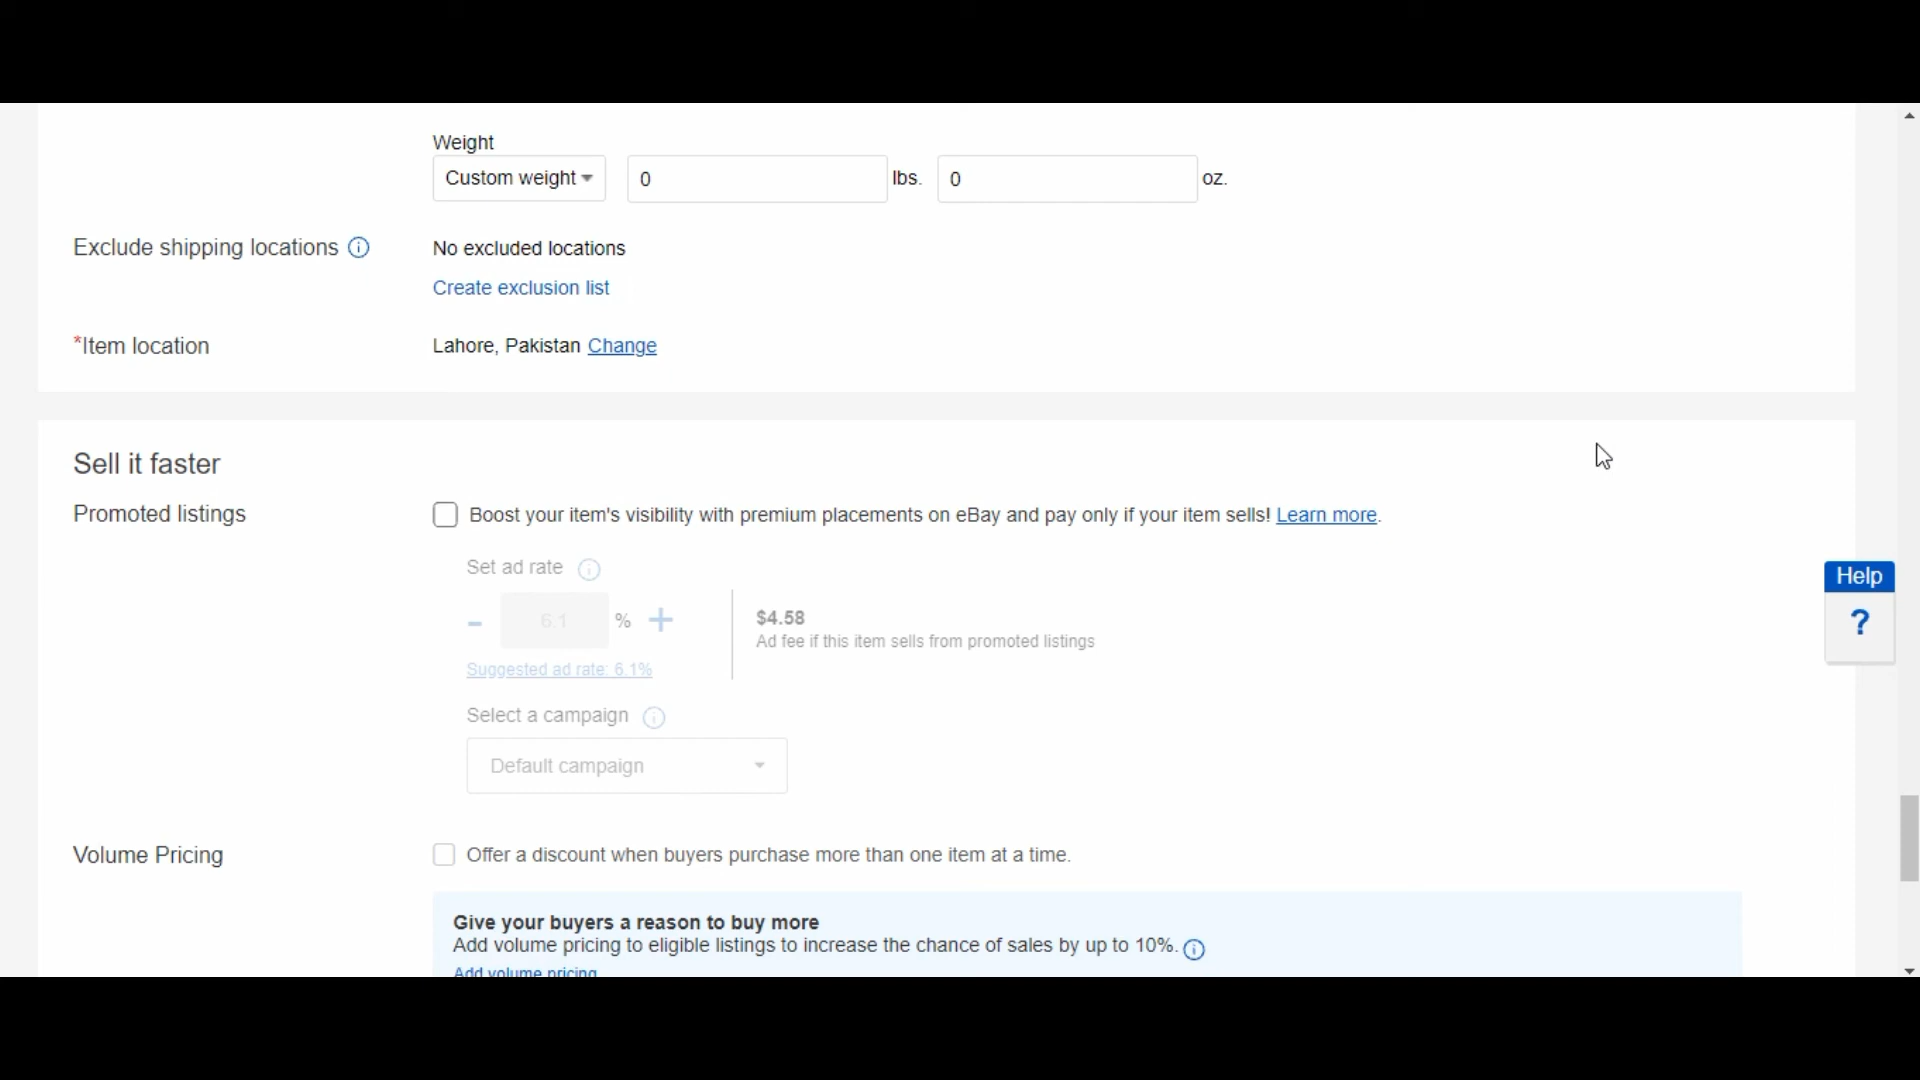 Weight
Custom weight 0 lbs. 0 oz.
Exclude shipping locations No excluded locations
Create exclusion list
*Item location Lahore, Pakistan Change
Sell it faster
Promoted listings Boost your item's visibility with premium placements on eBay and pay only if your item sells! Learn more.
Set ad rate
- 6.1 % + $4.58
Ad fee if this item sells from promoted listings
Suggested ad rate: 6.1%
Select a campaign
Default campaign
Help
?
Volume Pricing Offer a discount when buyers purchase more than one item at a time.
Give your buyers a reason to buy more
Add volume pricing to eligible listings to increase the chance of sales by up to 10%.
Add volume pricing